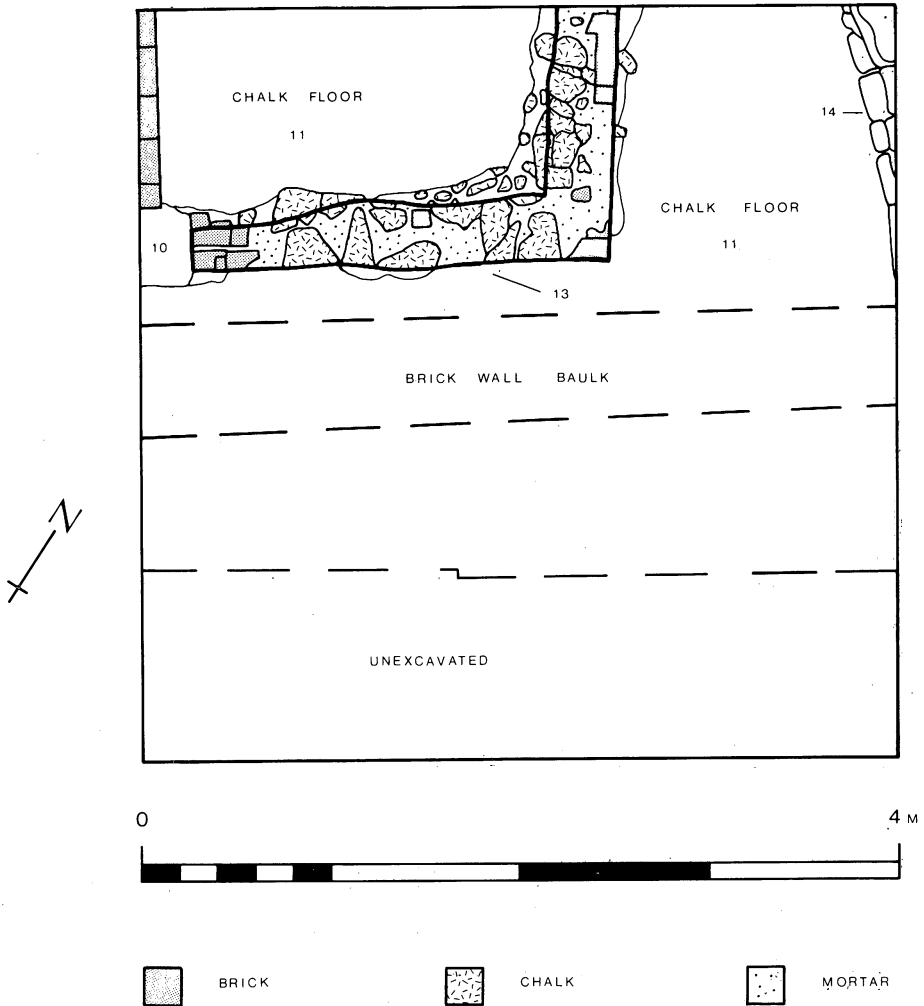 CHALK FLOOR
11
14
CHALK FLOOR
11
10
13
BRICK WALL BAULK
N
UNEXCAVATED
0 4 M
BRICK CHALK MORTAR